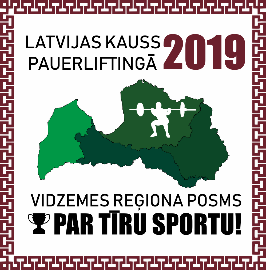 LATVIJAS KAUSS
PAUERLIFTINGĀ 2019
VIDZEMES REĢIONA POSMS
PAR TĪRU SPORTU!